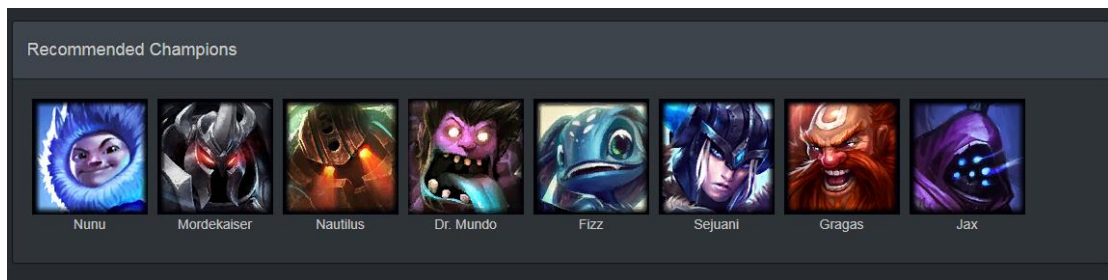 Recommended Champions
Nunu
Mordekaiser
Nautilus
Dr. Mundo
Fizz
Sejuani
Gragas
Jax